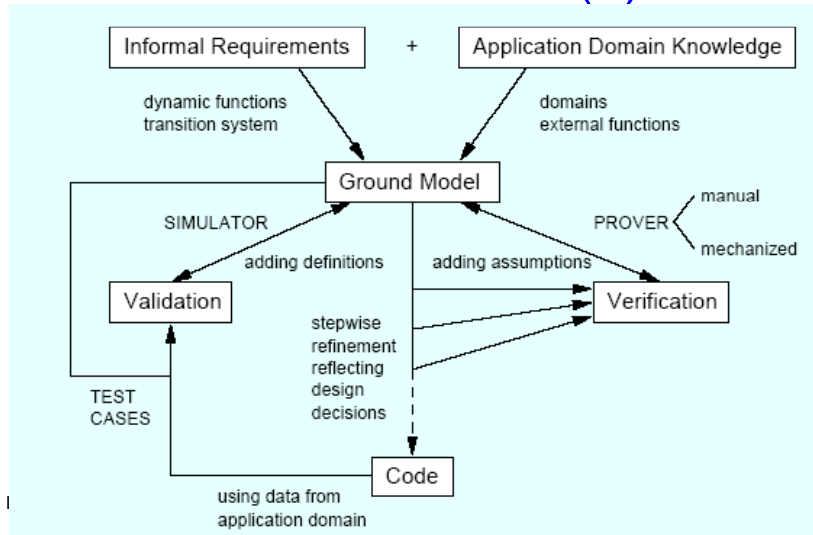 Informal Requirements + Application Domain Knowledge
dynamic functions
transition system
domains
external functions
Ground Model
SIMULATOR
PROVER
manual
mechanized
adding definitions
adding assumptions
Validation
Verification
stepwise
refinement
reflecting
design
decisions
TEST
CASES
Code
using data from
application domain